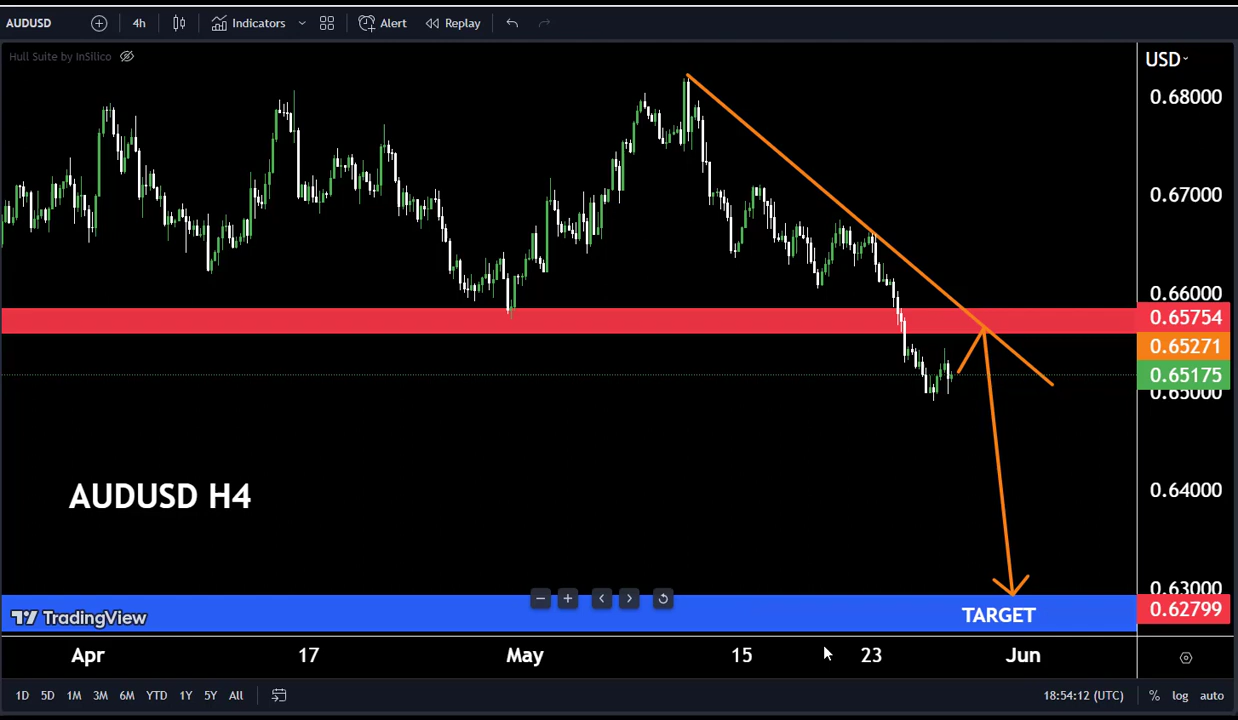 AUDUSD 4h Indicators Alert Replay
Hull Suite by InSilico
USD
0.68000
0.67000
0.66000
0.65754
0.65271
0.65175
0.65000
AUDUSD H4
0.64000
0.63000
TradingView
TARGET
0.62799
Apr 17 May 15 23 Jun
1D 5D 1M 3M 6M YTD 1Y 5Y All 18:54:12 (UTC) % log auto